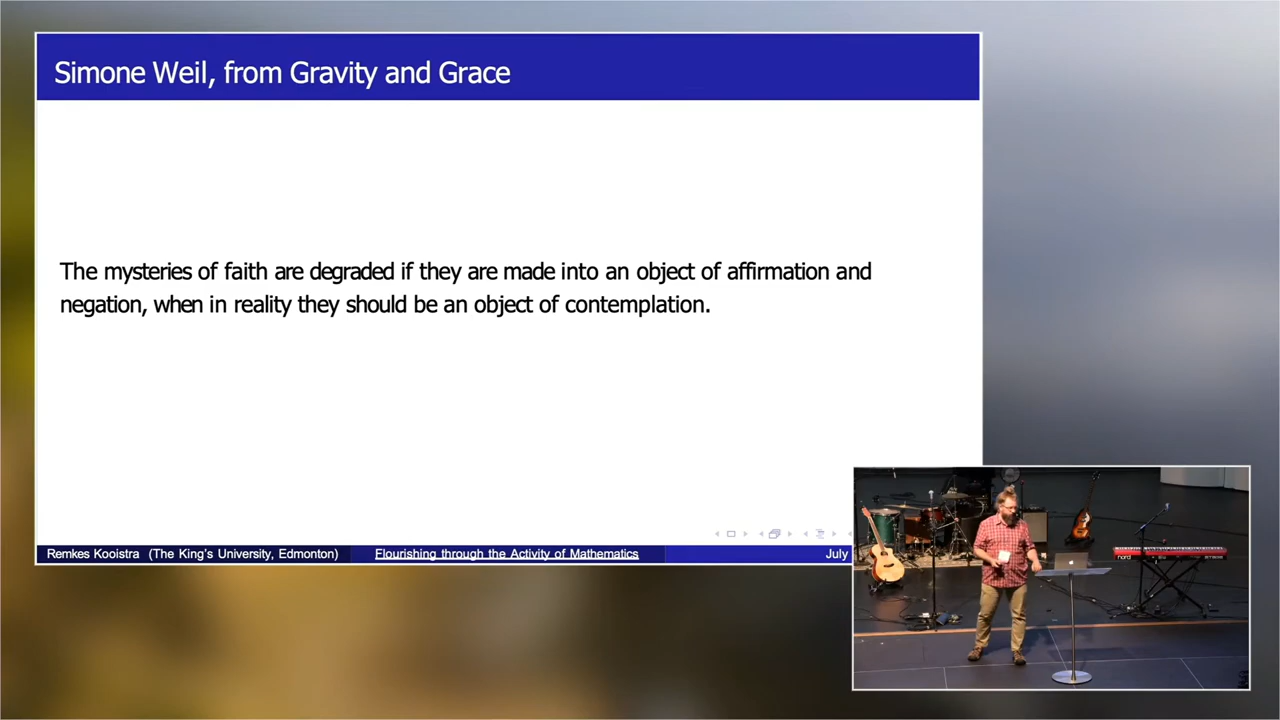 Simone Weil, from Gravity and Grace
The mysteries of faith are degraded if they are made into an object of affirmation and
negation, when in reality they should be an object of contemplation.
Remkes Kooistra (The King's University, Edmonton) Flourishing through the Activity of Mathematics July
nord